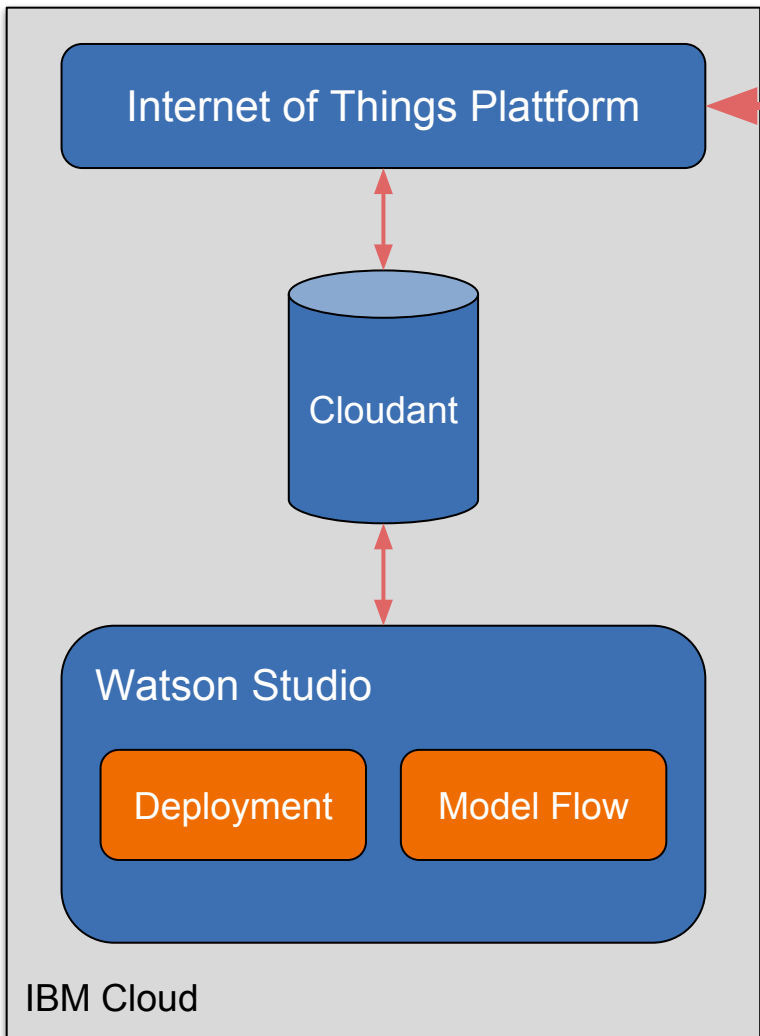 Internet of Things Plattform
Cloudant
Watson Studio
Deployment
Model Flow
IBM Cloud